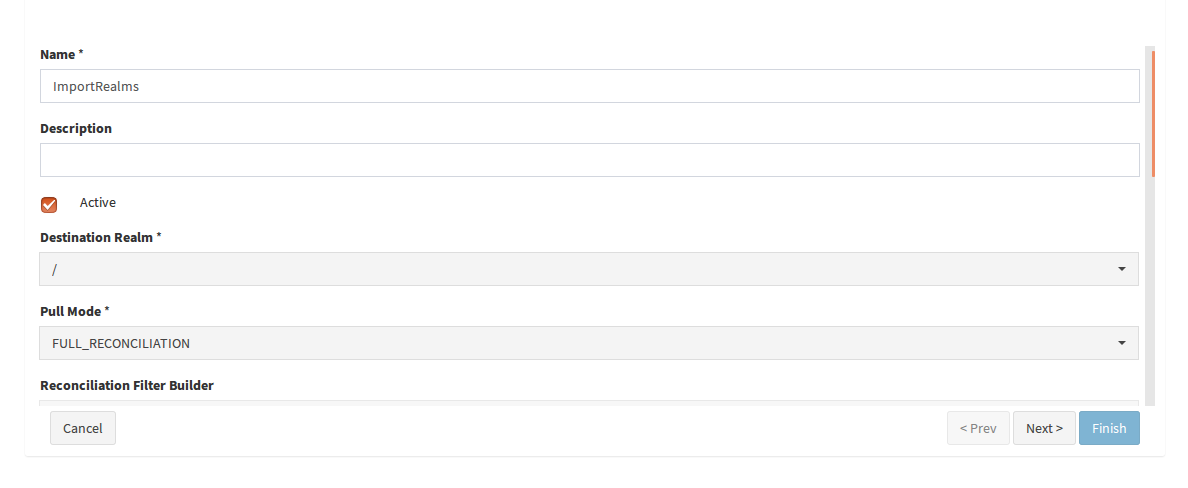 Name *
ImportRealms
Description
Active
Destination Realm *
/
Pull Mode *
FULL_RECONCILIATION
Reconciliation Filter Builder
Cancel
< Prev
Next >
Finish